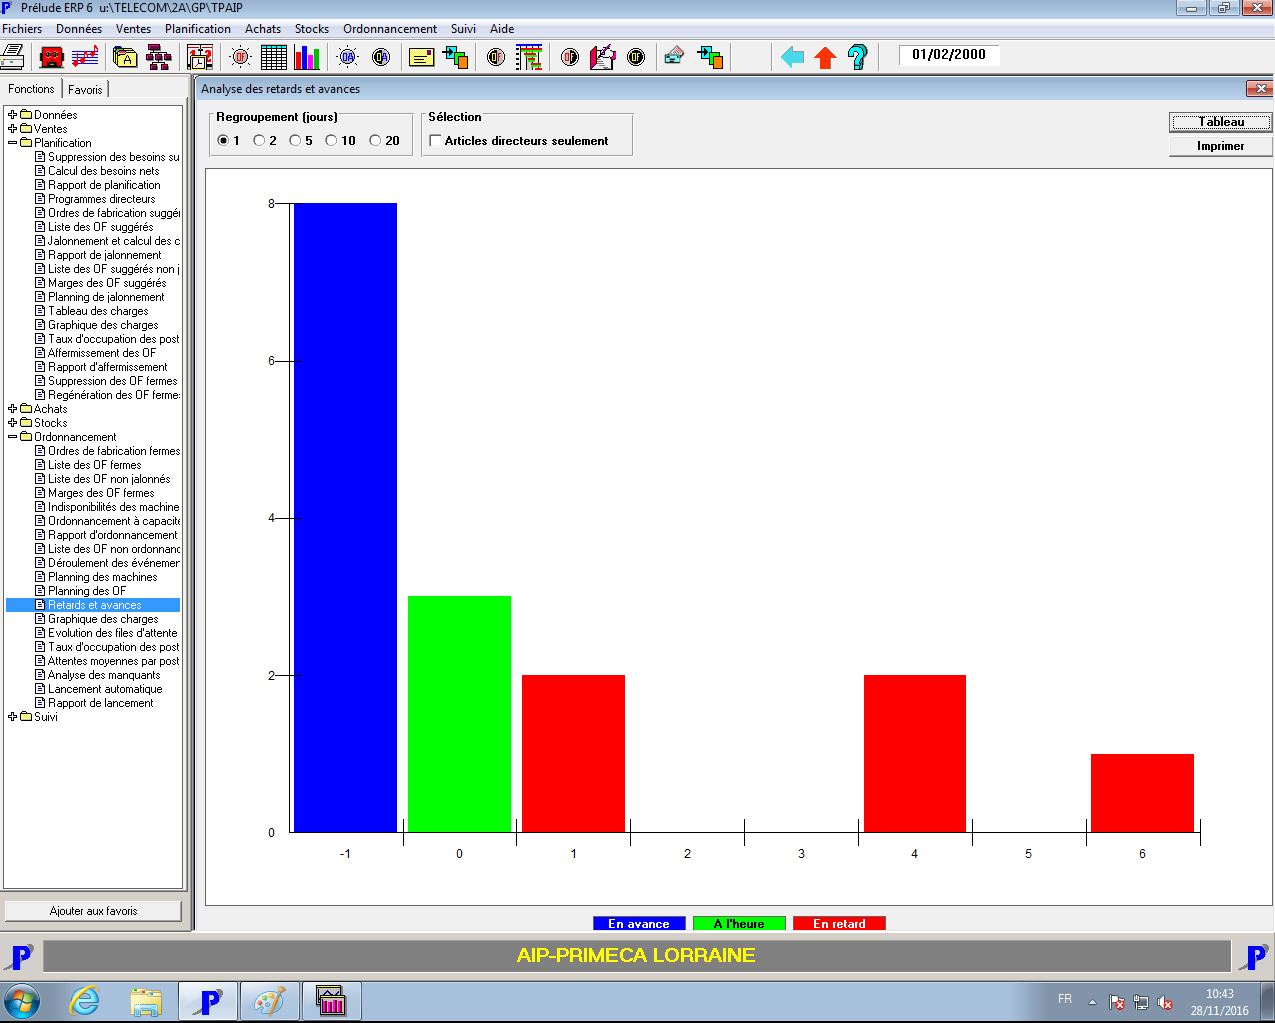 Prélude ERP 6 u:\TELECOM\2A\GP\TPAIP
Fichiers Données Ventes Planification Achats Stocks Ordonnancement Suivi Aide
01/02/2000
Fonctions Favoris
Données
Ventes
Planification
Suppression des besoins su
Calcul des besoins nets
Rapport de planification
Programmes directeurs
Ordres de fabrication suggér
Liste des OF suggérés
Jalonnement et calcul des c
Rapport de jalonnement
Liste des OF suggérés non j
Marges des OF suggérés
Planning de jalonnement
Tableau des charges
Graphique des charges
Taux d'occupation des post
Affermissement des OF
Rapport d'affermissement
Suppression des OF fermes
Regénération des OF ferme
Achats
Stocks
Ordonnancement
Ordres de fabrication fermes
Liste des OF fermes
Liste des OF non jalonnés
Marges des OF fermes
Indisponibilités des machine
Ordonnancement à capacité
Rapport d'ordonnancement
Liste des OF non ordonnanc
Déroulement des événemen
Planning des machines
Planning des OF
Retards et avances
Graphique des charges
Evolution des files d'attente
Taux d'occupation des post
Attentes moyennes par post
Analyse des manquants
Lancement automatique
Rapport de lancement
Suivi
Ajouter aux favoris
Analyse des retards et avances
Regroupement (jours)
1 2 5 10 20
Sélection
Articles directeurs seulement
Tableau
Imprimer
8
6
4
2
0
-1 0 1 2 3 4 5 6
En avance A l'heure En retard
AIP-PRIMECA LORRAINE
FR
10:43
28/11/2016